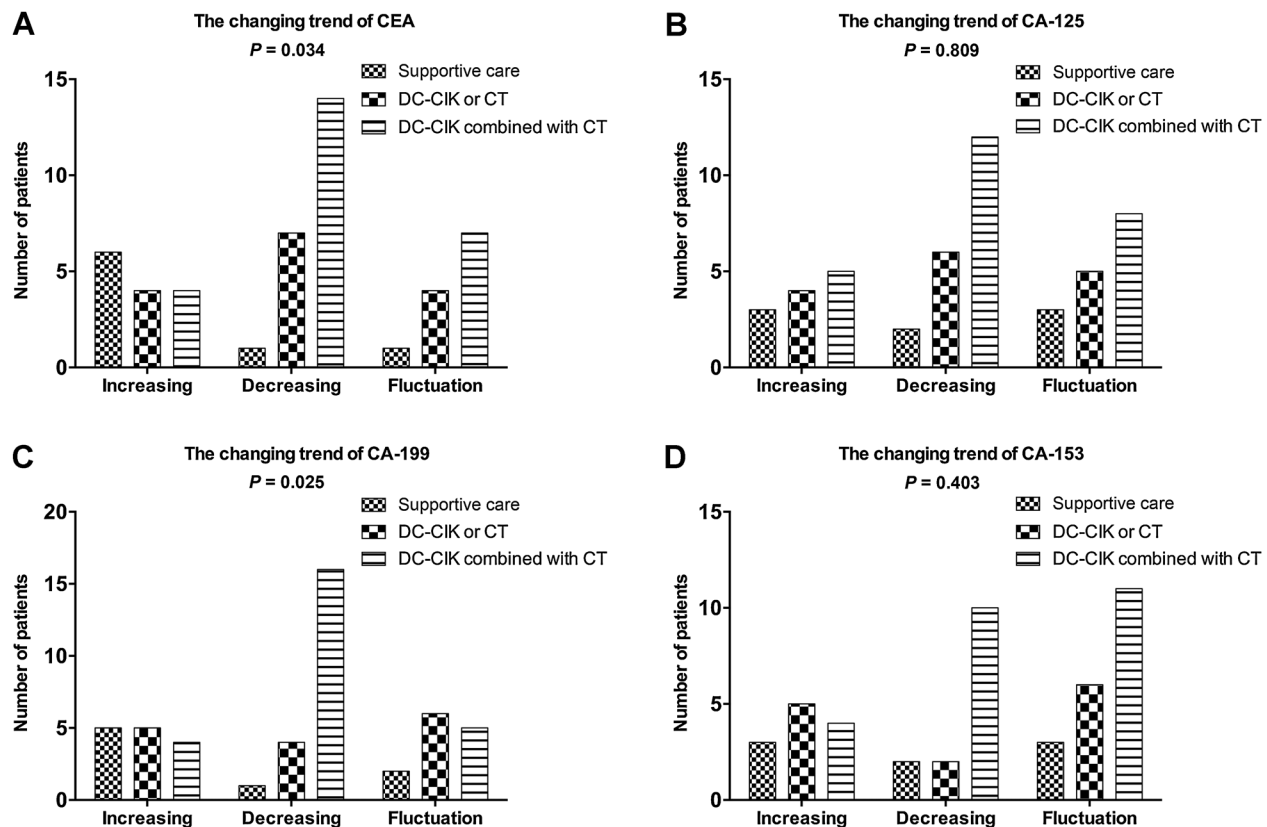 A
The changing trend of CEA
P = 0.034
Supportive care
DC-CIK or CT
DC-CIK combined with CT
Number of patients
15
10
5
0
Increasing
Decreasing
Fluctuation
B
The changing trend of CA-125
P = 0.809
Supportive care
DC-CIK or CT
DC-CIK combined with CT
Number of patients
15
10
5
0
Increasing
Decreasing
Fluctuation
C
The changing trend of CA-199
P = 0.025
Supportive care
DC-CIK or CT
DC-CIK combined with CT
Number of patients
20
15
10
5
0
Increasing
Decreasing
Fluctuation
D
The changing trend of CA-153
P = 0.403
Supportive care
DC-CIK or CT
DC-CIK combined with CT
Number of patients
15
10
5
0
Increasing
Decreasing
Fluctuation